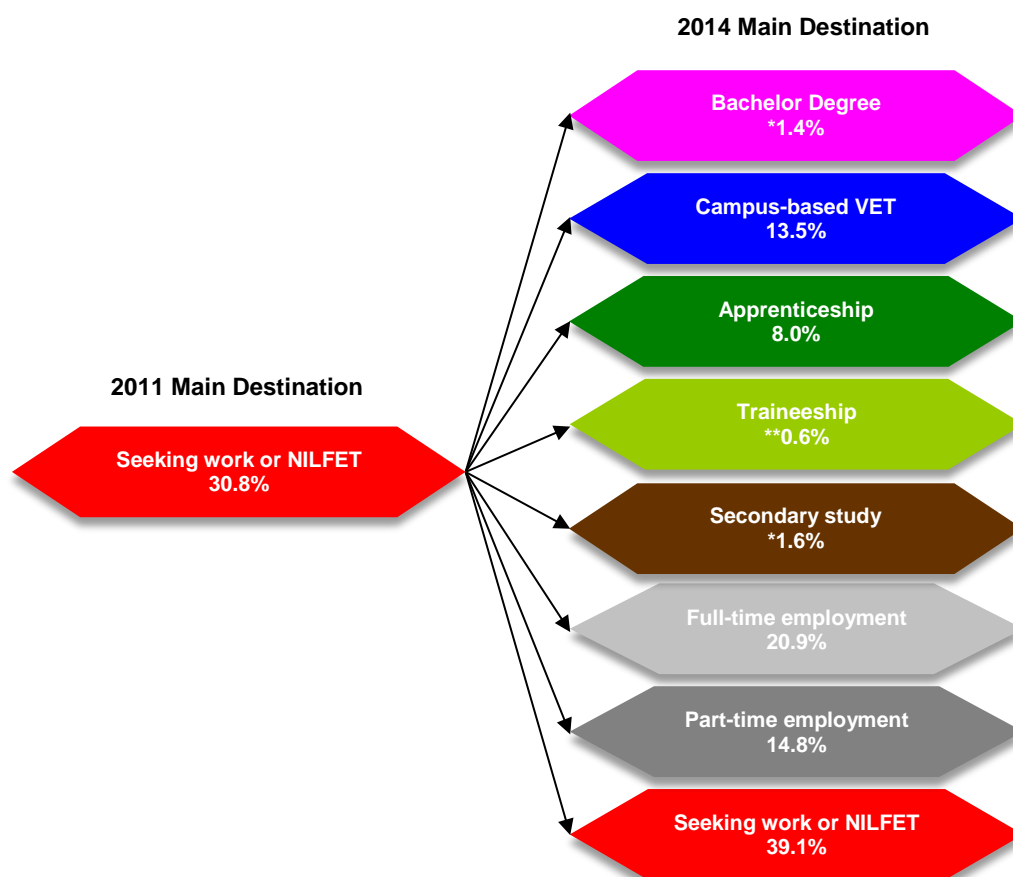 2014 Main Destination
Bachelor Degree
*1.4%
Campus-based VET
13.5%
Apprenticeship
8.0%
2011 Main Destination
Traineeship
**0.6%
Seeking work or NILFET
30.8%
Secondary study
*1.6%
Full-time employment
20.9%
Part-time employment
14.8%
Seeking work or NILFET
39.1%